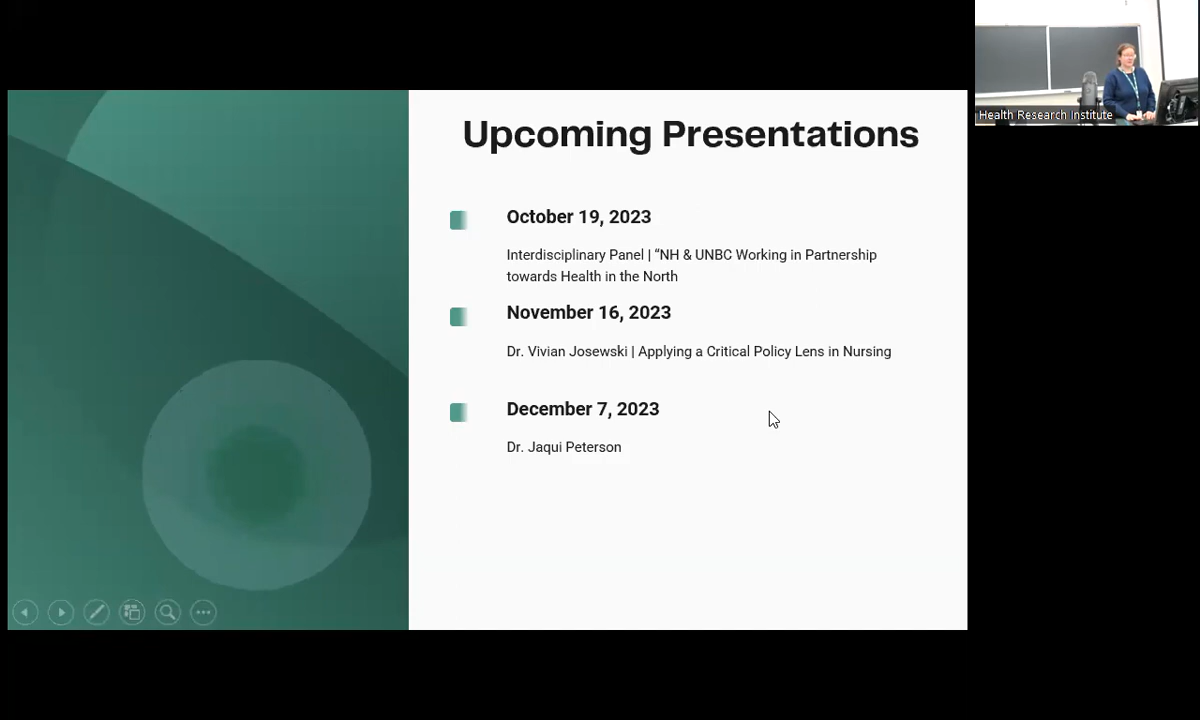 Upcoming Presentations
October 19, 2023
Interdisciplinary Panel | “NH & UNBC Working in Partnership
towards Health in the North
November 16, 2023
Dr. Vivian Josewski | Applying a Critical Policy Lens in Nursing
December 7, 2023
Dr. Jaqui Peterson
Health Research Institute